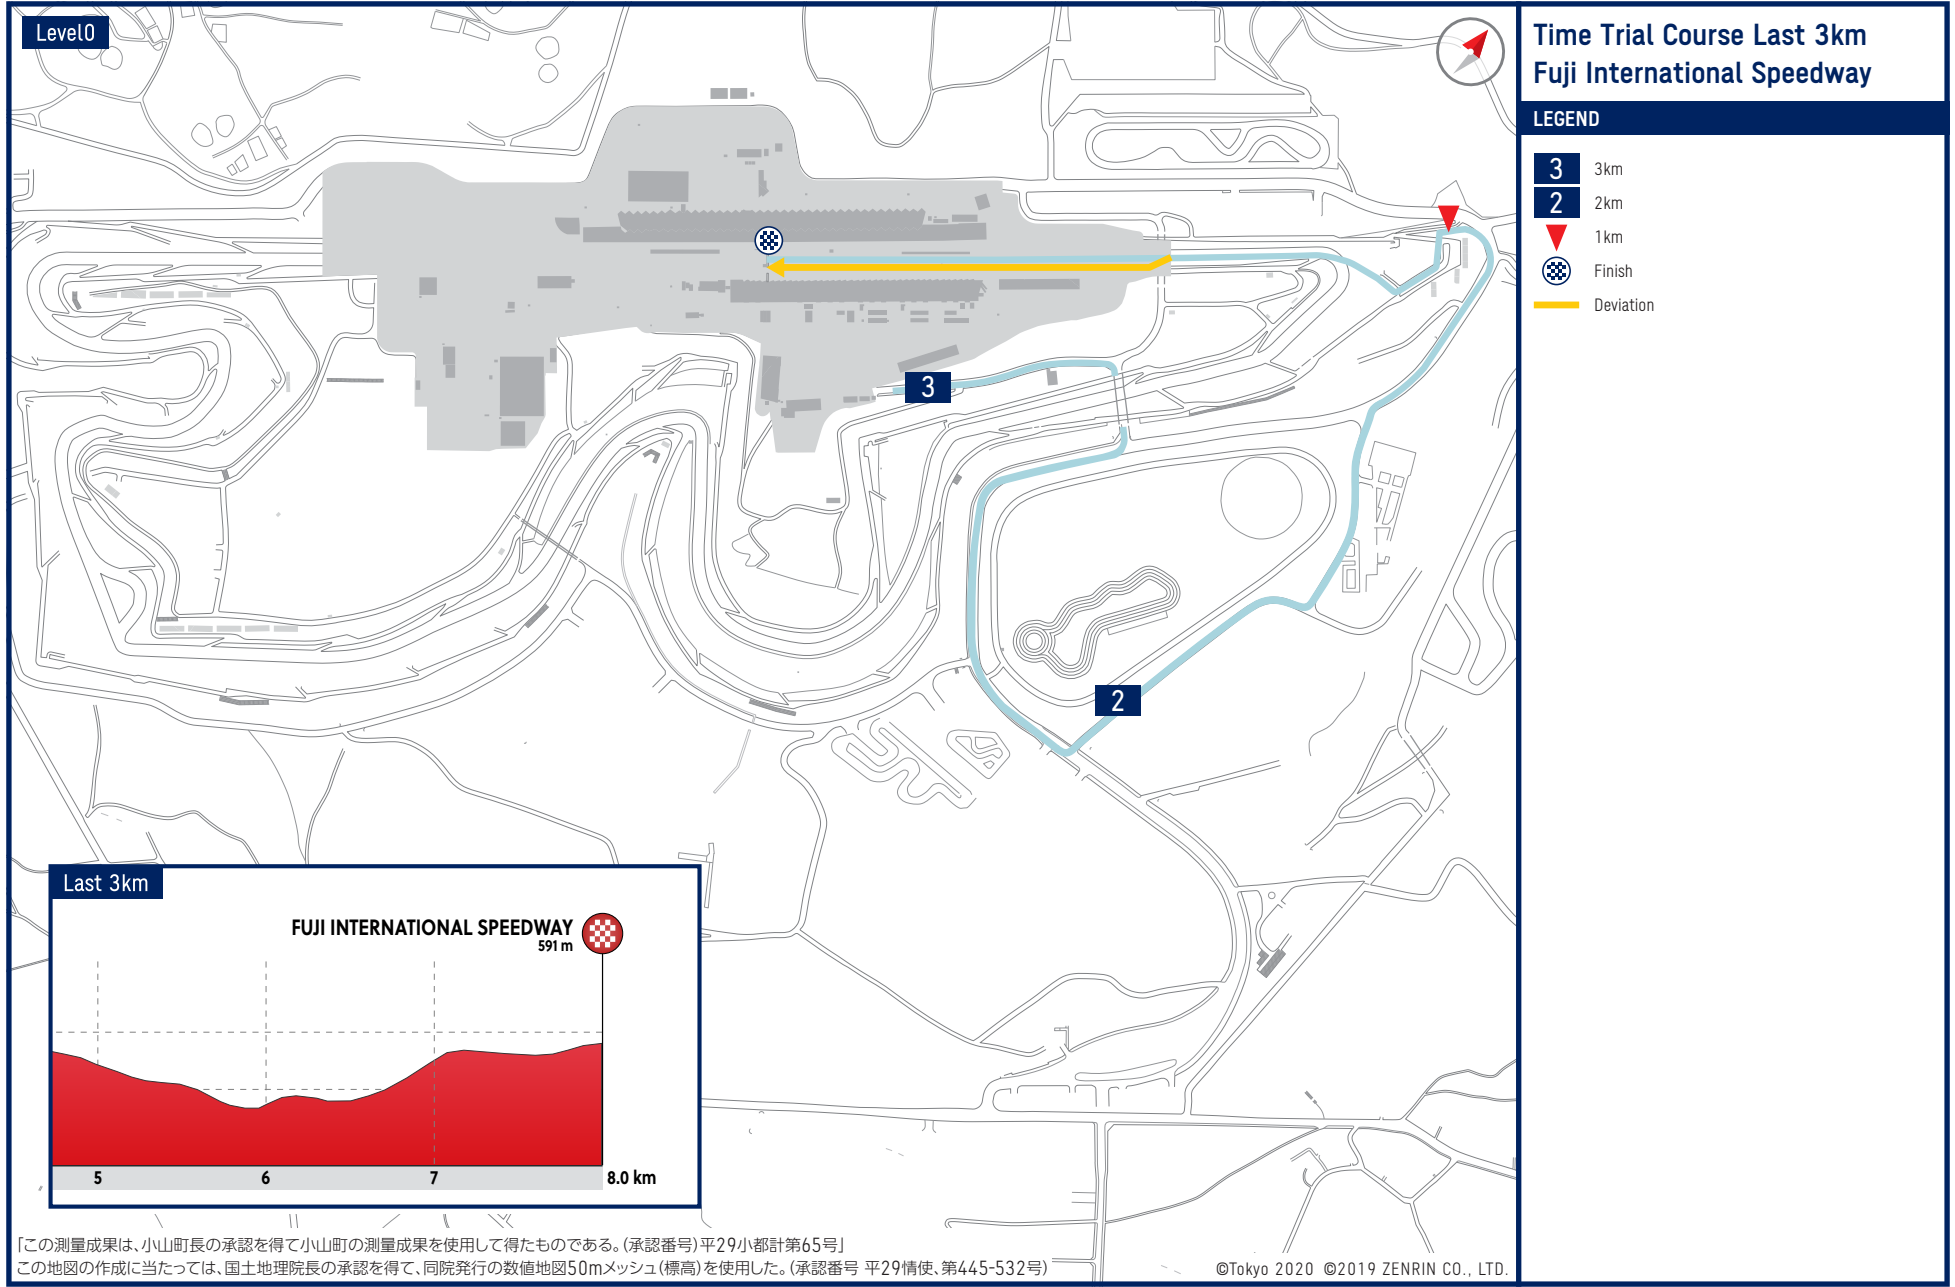 Level0
Time Trial Course Last 3km
Fuji International Speedway
LEGEND
3 3km
2 2km
1km
Finish
Deviation
3
2
Last 3km
FUJI INTERNATIONAL SPEEDWAY
591 m
5 6 7 8.0 km
「この測量成果は、小山町長の承認を得て小山町の測量成果を使用して得たものである。(承認番号)平29小都計第65号」
この地図の作成に当たっては、国土地理院長の承認を得て、同院発行の数値地図50mメッシュ(標高)を使用した。(承認番号 平29情使、第445-532号)
©Tokyo 2020 ©2019 ZENRIN CO., LTD.